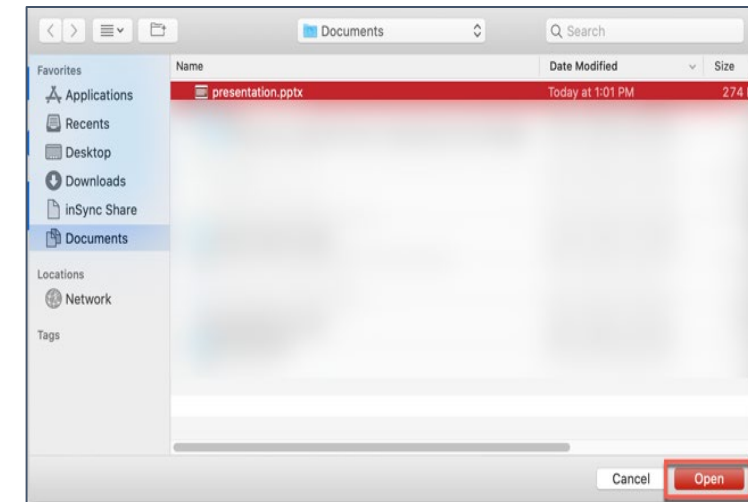 Documents
Search
Favorites
Name
Date Modified
Size
Applications
presentation.pptx
Today at 1:01 PM
274
Recents
Desktop
Downloads
inSync Share
Documents
Locations
Network
Tags
Cancel
Open